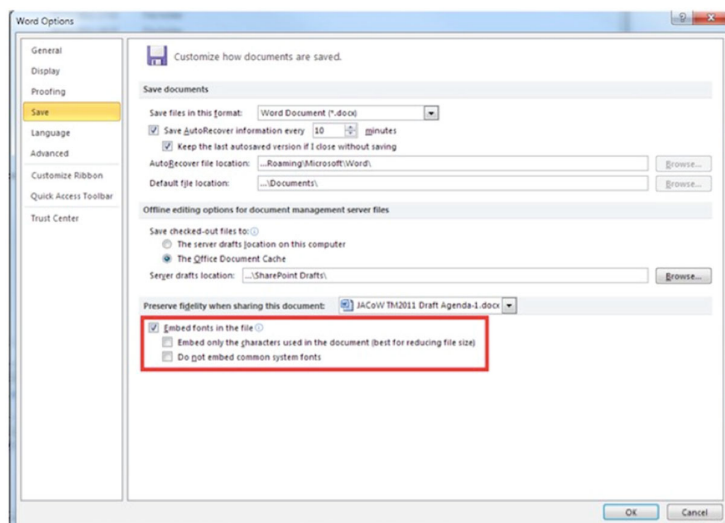 Word Options
General
Display
Proofing
Save
Language
Advanced
Customize Ribbon
Quick Access Toolbar
Trust Center
Customize how documents are saved.
Save documents
Save files in this format: Word Document (*.docx)
Save AutoRecover information every 10 minutes
Keep the last autosaved version if I close without saving
AutoRecover file location: ...Roaming\Microsoft\Word\ Browse...
Default file location: ...\Documents\ Browse...
Offline editing options for document management server files
Save checked-out files to:
The server drafts location on this computer
The Office Document Cache
Server drafts location: ...\SharePoint Drafts\ Browse...
Preserve fidelity when sharing this document: JACoW TM2011 Draft Agenda-1.docx
Embed fonts in the file
Embed only the characters used in the document (best for reducing file size)
Do not embed common system fonts
OK Cancel